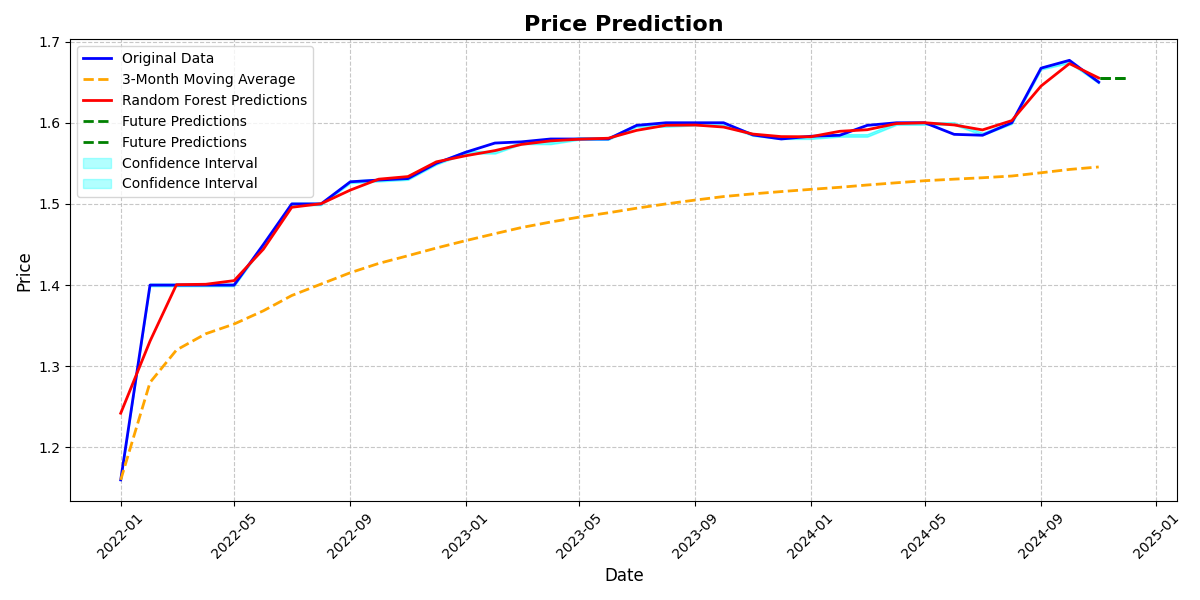 Price Prediction
1.7
1.6
1.5
1.4
1.3
1.2
Price
Original Data
3-Month Moving Average
Random Forest Predictions
Future Predictions
Future Predictions
Confidence Interval
Confidence Interval
2022-01
2022-05
2022-09
2023-01
2023-05
2023-09
2024-01
2024-05
2024-09
2025-01
Date